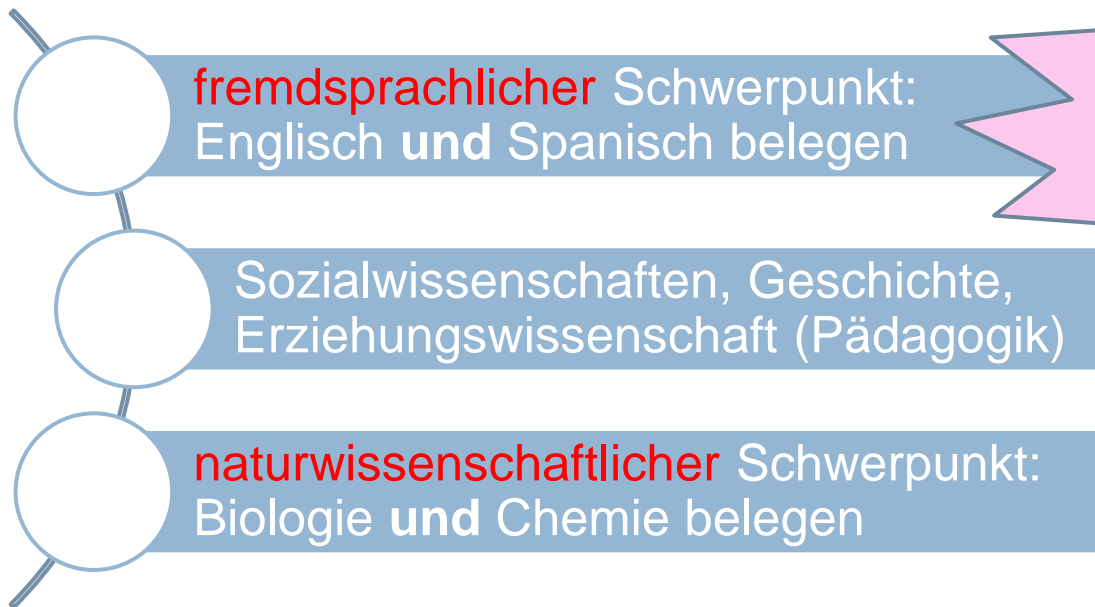 fremdsprachlicher Schwerpunkt:
Englisch und Spanisch belegen
Sozialwissenschaften, Geschichte,
Erziehungswissenschaft (Pädagogik)
naturwissenschaftlicher Schwerpunkt:
Biologie und Chemie belegen